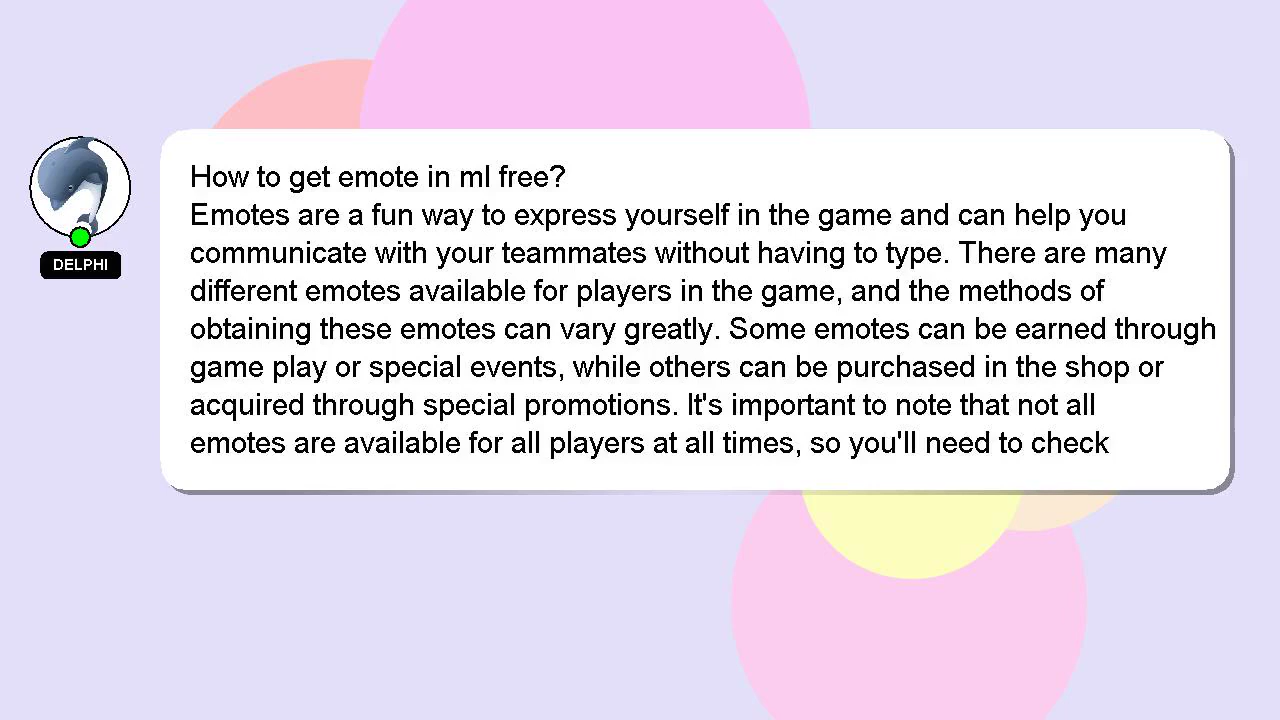 DELPHI
How to get emote in ml free?
Emotes are a fun way to express yourself in the game and can help you
communicate with your teammates without having to type. There are many
different emotes available for players in the game, and the methods of
obtaining these emotes can vary greatly. Some emotes can be earned through
game play or special events, while others can be purchased in the shop or
acquired through special promotions. It's important to note that not all
emotes are available for all players at all times, so you'll need to check